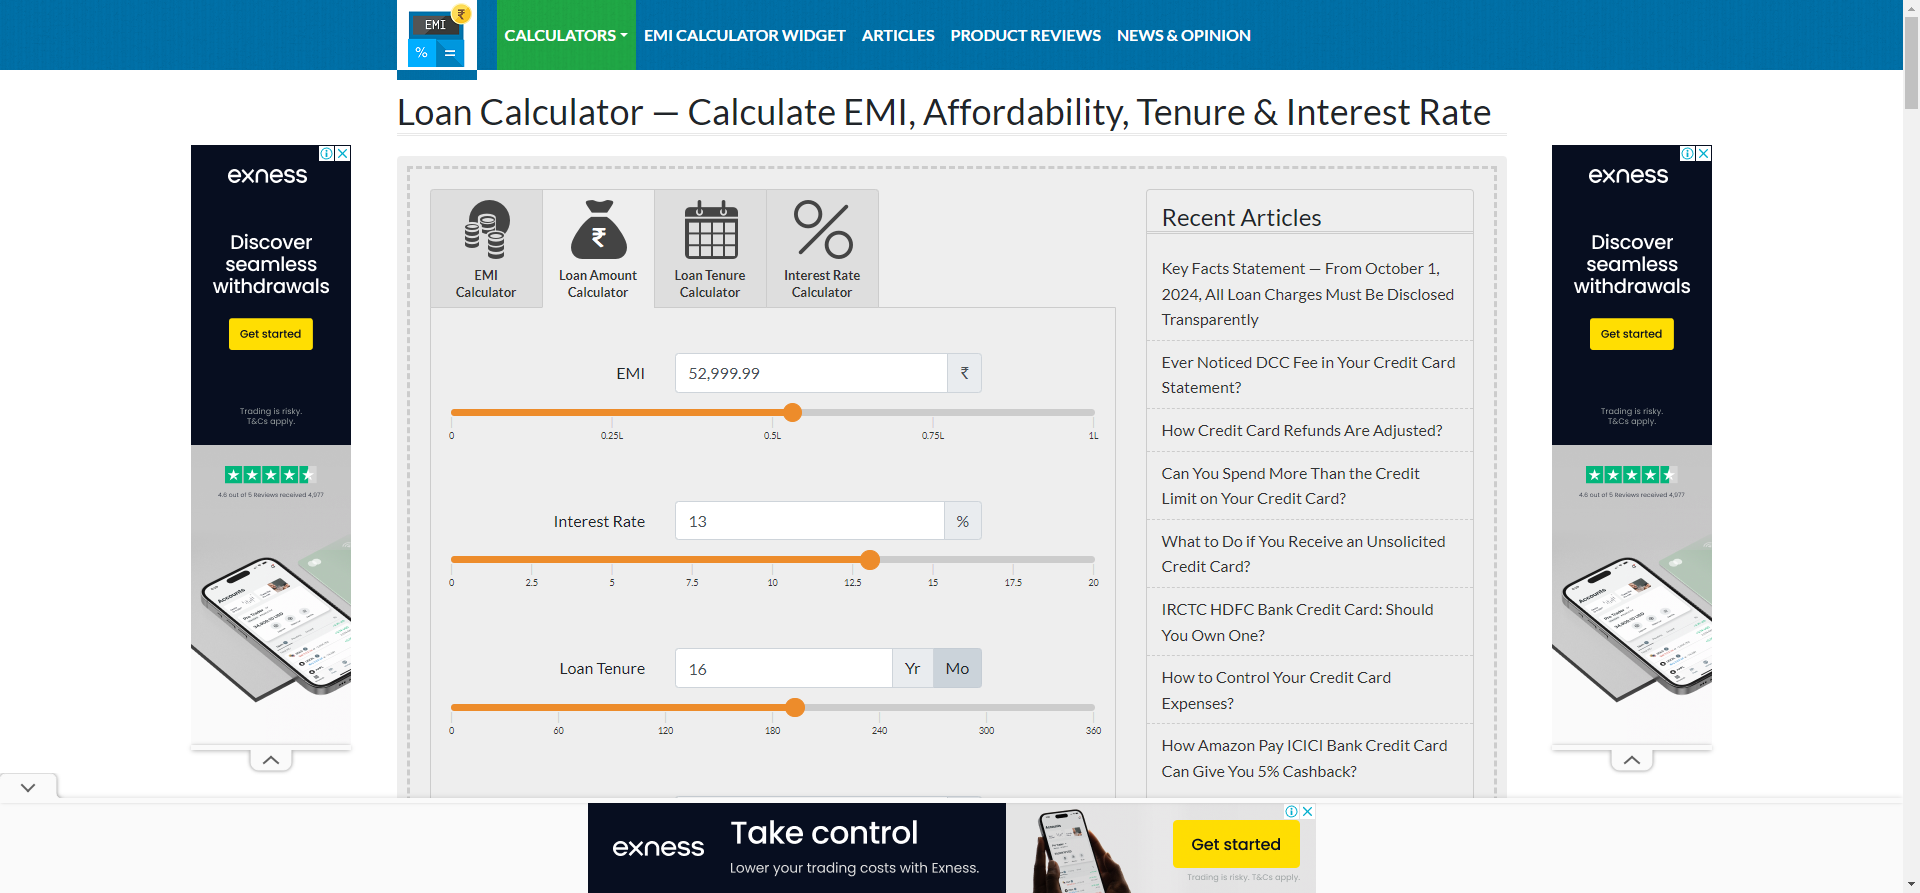 EMI
₹
%
=
CALCULATORS
EMI CALCULATOR WIDGET
ARTICLES
PRODUCT REVIEWS
NEWS & OPINION
Loan Calculator — Calculate EMI, Affordability, Tenure & Interest Rate
exness
Discover
seamless
withdrawals
Get started
Trading is risky.
T&Cs apply.
4.6 out of 5 Reviews received 4,977
Accounts
EMI
Calculator
₹
Loan Amount
Calculator
Loan Tenure
Calculator
Interest Rate
Calculator
EMI
52,999.99
₹
0
0.25L
0.5L
0.75L
1L
Interest Rate
13
%
0
2.5
5
7.5
10
12.5
15
17.5
20
Loan Tenure
16
Yr
Mo
0
60
120
180
240
300
360
Recent Articles
Key Facts Statement — From October 1,
2024, All Loan Charges Must Be Disclosed
Transparently
Ever Noticed DCC Fee in Your Credit Card
Statement?
How Credit Card Refunds Are Adjusted?
Can You Spend More Than the Credit
Limit on Your Credit Card?
What to Do if You Receive an Unsolicited
Credit Card?
IRCTC HDFC Bank Credit Card: Should
You Own One?
How to Control Your Credit Card
Expenses?
How Amazon Pay ICICI Bank Credit Card
Can Give You 5% Cashback?
exness
Discover
seamless
withdrawals
Get started
Trading is risky.
T&Cs apply.
4.6 out of 5 Reviews received 4,977
Accounts
exness
Take control
Lower your trading costs with Exness.
Get started
Trading is risky. T&Cs apply.